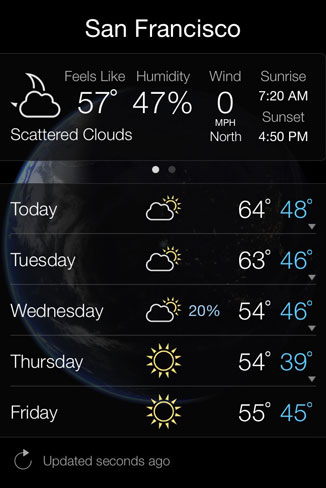 San Francisco
Feels Like Humidity Wind Sunrise
57° 47% 0 7:20 AM
MPH Sunset
Scattered Clouds North 4:50 PM
Today 64° 48°
Tuesday 63° 46°
Wednesday 20% 54° 46°
Thursday 54° 39°
Friday 55° 45°
Updated seconds ago